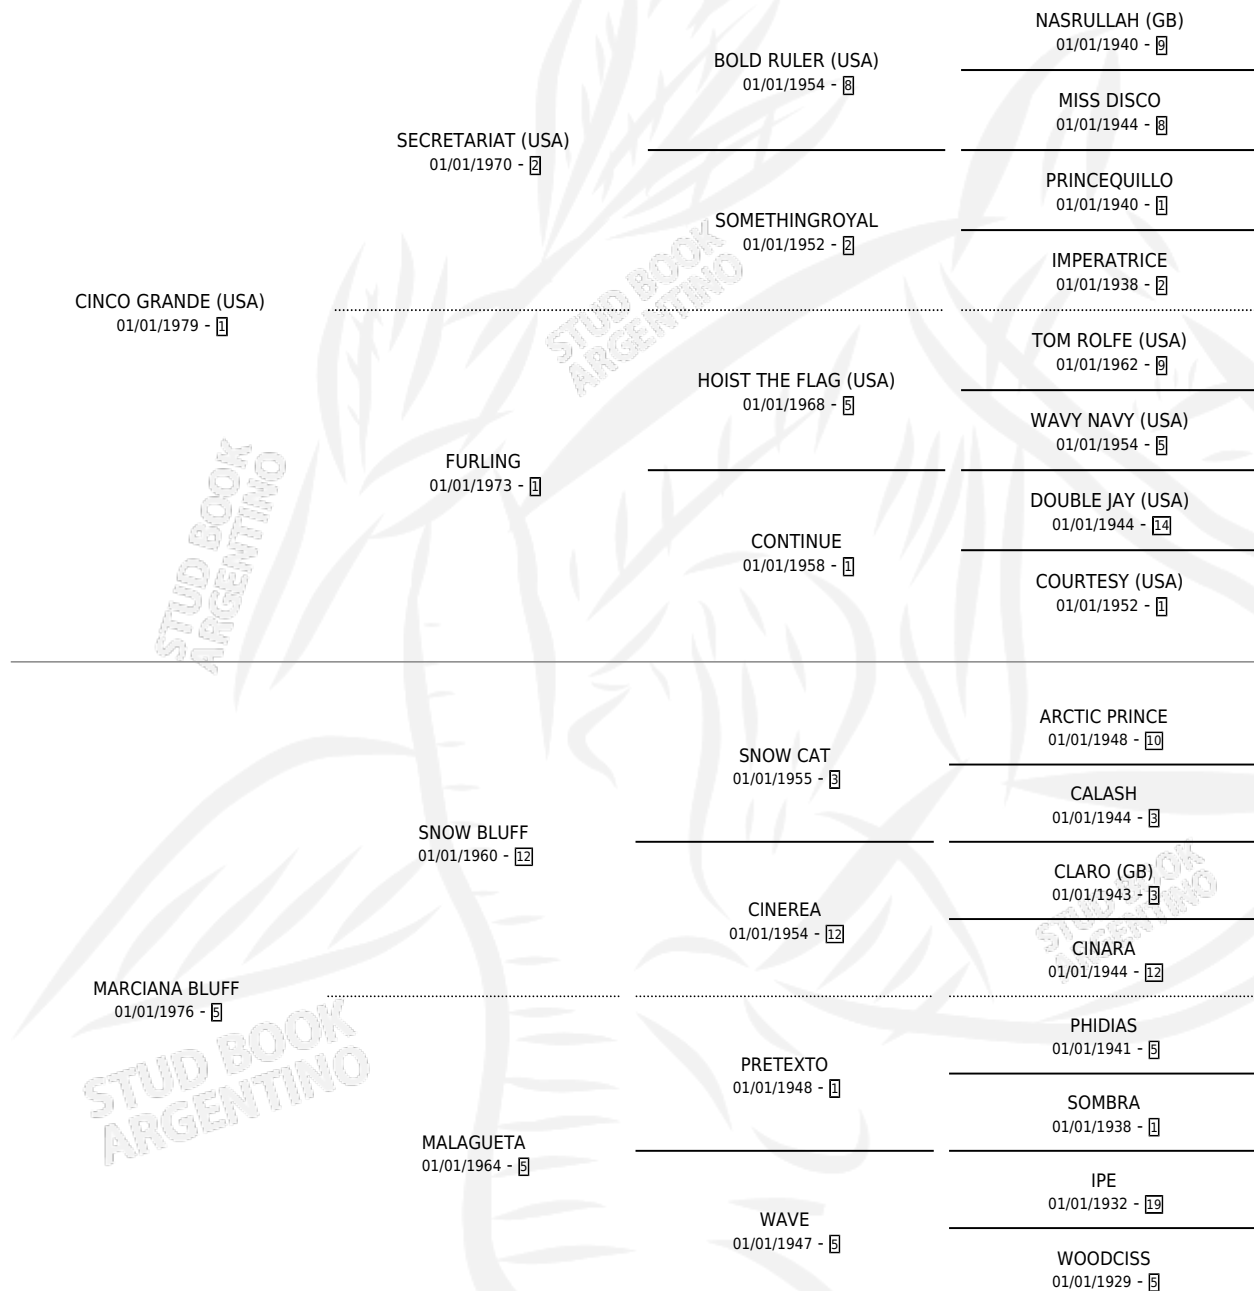 NASRULLAH (GB)
01/01/1940 - 9
BOLD RULER (USA)
01/01/1954 - 8
MISS DISCO
01/01/1944 - 8
SECRETARIAT (USA)
01/01/1970 - 2
PRINCEQUILLO
01/01/1940 - 1
SOMETHINGROYAL
01/01/1952 - 2
IMPERATRICE
01/01/1938 - 2
CINCO GRANDE (USA)
01/01/1979 - 1
TOM ROLFE (USA)
01/01/1962 - 9
HOIST THE FLAG (USA)
01/01/1968 - 5
WAVY NAVY (USA)
01/01/1954 - 5
FURLING
01/01/1973 - 1
DOUBLE JAY (USA)
01/01/1944 - 14
CONTINUE
01/01/1958 - 1
COURTESY (USA)
01/01/1952 - 1
STUD BOOK
ARGENTINO
STUD BOOK
ARGENTINO
ARCTIC PRINCE
01/01/1948 - 10
SNOW CAT
01/01/1955 - 3
CALASH
01/01/1944 - 3
SNOW BLUFF
01/01/1960 - 12
CLARO (GB)
01/01/1943 - 3
CINEREA
01/01/1954 - 12
CINARA
01/01/1944 - 12
STUD BOOK
ARGENTINO
MARCIANA BLUFF
01/01/1976 - 5
PHIDIAS
01/01/1941 - 5
PRETEXTO
01/01/1948 - 1
SOMBRA
01/01/1938 - 1
STUD BOOK
ARGENTINO
MALAGUETA
01/01/1964 - 5
IPE
01/01/1932 - 19
WAVE
01/01/1947 - 5
WOODCISS
01/01/1929 - 5